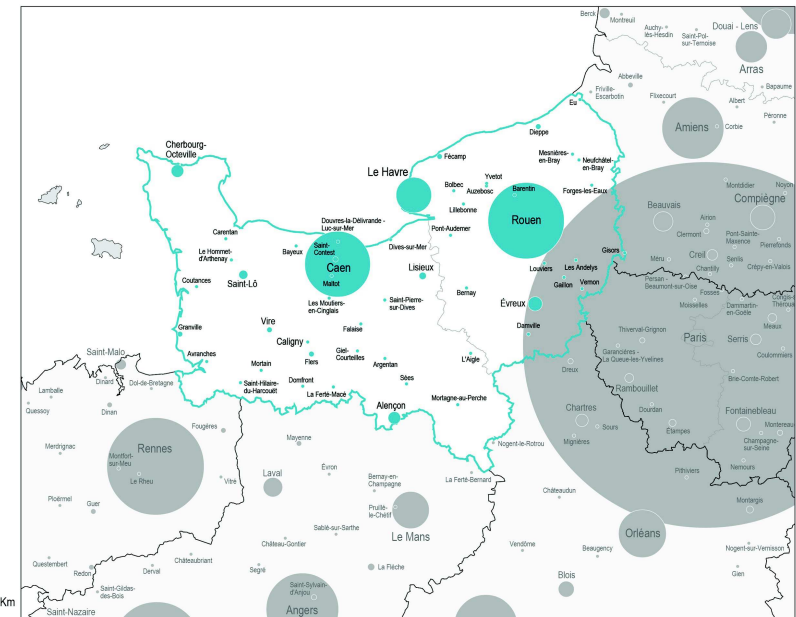 Berck
Montreuil
Auchy-
lès-Hesdin
Saint-Pol-
sur-Ternoise
Douai - Lens
Arras
Bapaume
Abbeville
Friville-
Escarbotin
Flixecourt
Albert
Péronne
Eu
Amiens
Corbie
Dieppe
Cherbourg-
Octeville
Fécamp
Mesnières-
en-Bray
Neufchâtel-
en-Bray
Le Havre
Bolbec
Yvetot
Auzebosc
Barentin
Forges-les-Eaux
Montdidier
Noyon
Beauvais
Compiègne
Lillebonne
Rouen
Airion
Clermont
Pont-Sainte-
Maxence
Pierrefonds
Douvres-la-Délivrande -
Luc-sur-Mer
Pont-Audemer
Carentan
Bayeux
Saint-
Contest
Caen
Maltot
Dives-sur-Mer
Gisors
Méru
Creil
Senlis
Chantilly
Crépy-en-Valois
Le Hommet-
d'Arthenay
Saint-Lô
Lisieux
Louviers
Les Andelys
Gaillon
Vernon
Persan -
Beaumont-sur-Oise
Fosses
Coutances
Les Moutiers-
en-Cinglais
Saint-Pierre-
sur-Dives
Bernay
Évreux
Moisselles
Dammartin-
en-Goële
Congis-s
Théroua
Meaux
Granville
Vire
Caligny
Falaise
Damville
Thiverval-Grignon
Paris
Serris
Saint-Malo
Avranches
Mortain
Flers
Giel-
Courteilles
Argentan
L'Aigle
Dreux
Garancières -
La Queue-les-Yvelines
Coulommiers
Dinard
Dol-de-Bretagne
Saint-Hilaire-
du-Harcouët
Domfront
La Ferté-Macé
Sées
Rambouillet
Brie-Comte-Robert
Lamballe
Quessoy
Dinan
Alençon
Mortagne-au-Perche
Chartres
Sours
Dourdan
Étampes
Fontainebleau
Montereau-
Fougères
Mayenne
Nogent-le-Rotrou
Mignières
Champagne-
sur-Seine
Merdrignac
Rennes
Montfort-
sur-Meu
Le Rheu
Vitré
Laval
Évron
Bernay-en-
Champagne
La Ferté-Bernard
Pithiviers
Nemours
Ploërmel
Guer
Pruillé-
le-Chétif
Le Mans
Châteaudun
Montargis
Sablé-sur-Sarthe
Orléans
Château-Gontier
Vendôme
Beaugency
Nogent-sur-Vernisson
Questembert
Redon
Derval
Châteaubriant
Segré
La Flèche
Blois
Gien
Saint-Gildas-
des-Bois
Saint-Sylvain-
d'Anjou
Angers
Km
Saint-Nazaire